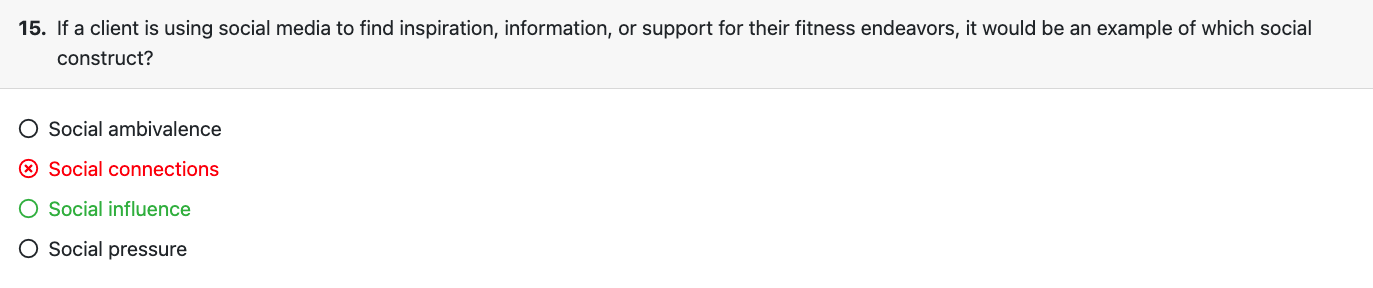 15. If a client is using social media to find inspiration, information, or support for their fitness endeavors, it would be an example of which social
construct?
Social ambivalence
Social connections
Social influence
Social pressure